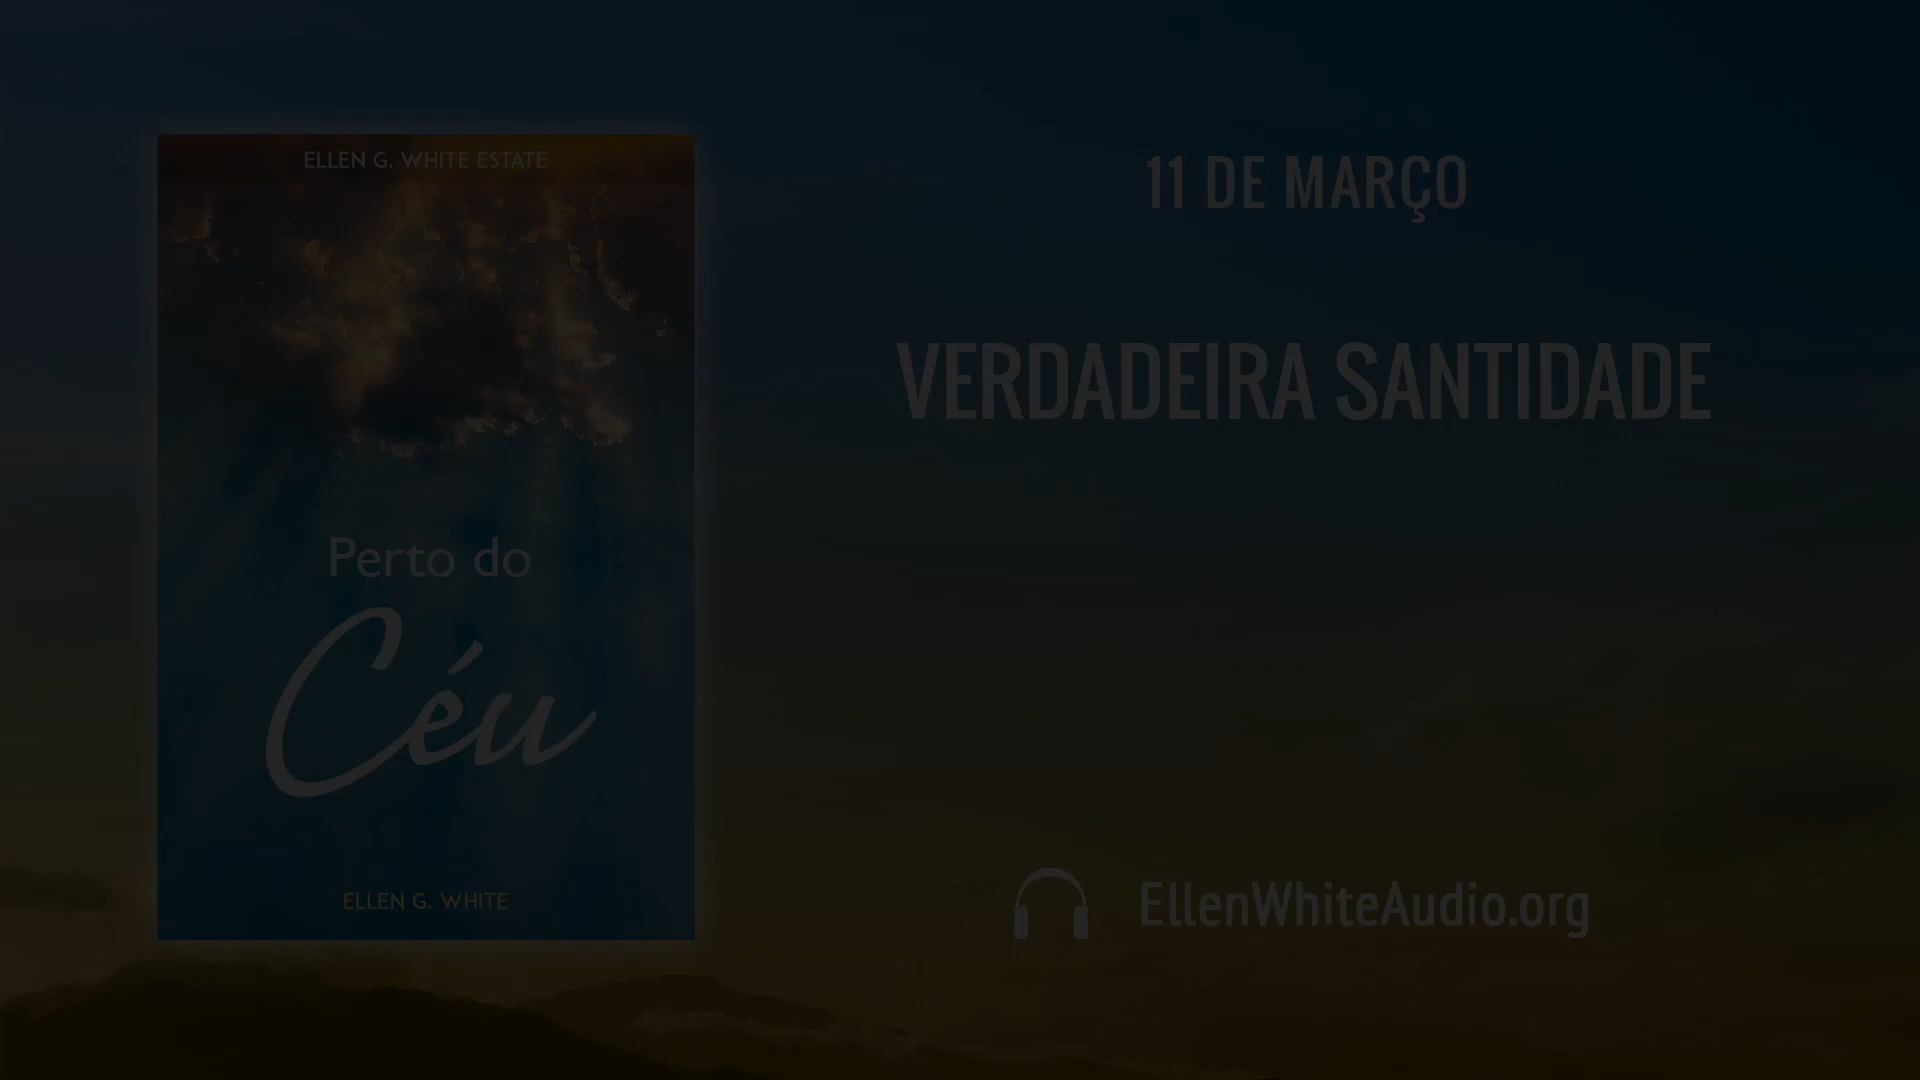 ELLEN G. WHITE ESTATE
Perto do
Céu
ELLEN G. WHITE
11 DE MARÇO
VERDADEIRA SANTIDADE
EllenWhiteAudio.org